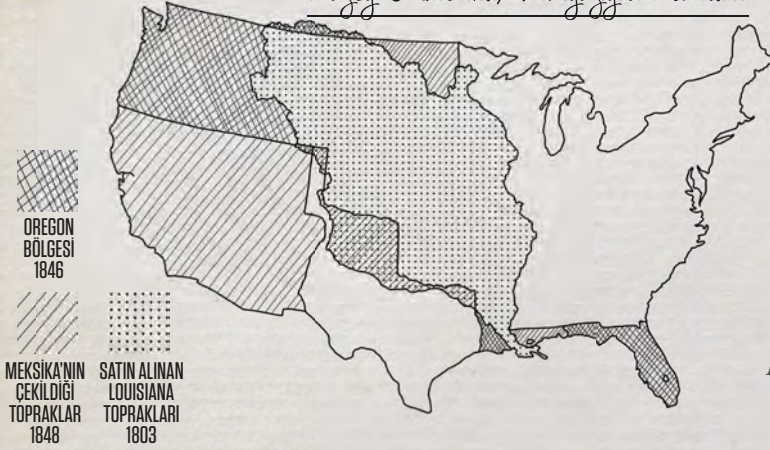 OREGON
BÖLGESİ
1846
MEKSİKA'NIN
ÇEKİLDİĞİ
TOPRAKLAR
1848
SATIN ALINAN
LOUISIANA
TOPRAKLARI
1803